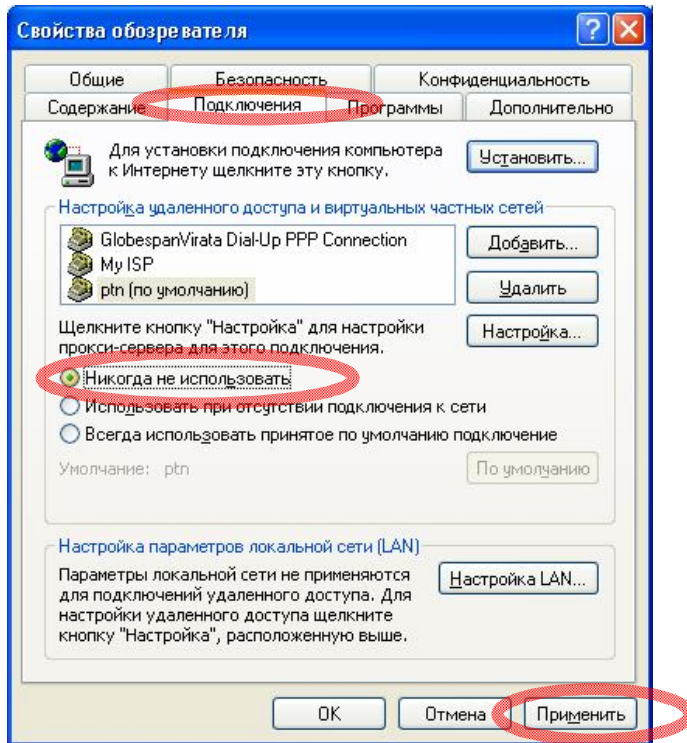 Свойства обозревателя
Общие
Безопасность
Конфиденциальность
Содержание
Подключения
Программы
Дополнительно
Для установки подключения компьютера
к Интернету щелкните эту кнопку.
Установить...
Настройка удаленного доступа и виртуальных частных сетей
GlobespanVirata Dial-Up PPP Connection
My ISP
ptn (по умолчанию)
Добавить...
Удалить
Щелкните кнопку "Настройка" для настройки
прокси-сервера для этого подключения.
Настройка...
Никогда не использовать
Использовать при отсутствии подключения к сети
Всегда использовать принятое по умолчанию подключение
Умолчание: ptn
По умолчанию
Настройка параметров локальной сети (LAN)
Параметры локальной сети не применяются
для подключений удаленного доступа. Для
настройки удаленного доступа щелкните
кнопку "Настройка", расположенную выше.
Настройка LAN...
OK
Отмена
Применить